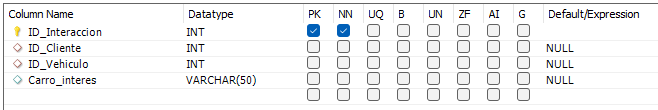 Column Name Datatype PK NN UQ B UN ZF AI G Default/Expression
ID_Interaccion INT
ID_Cliente INT NULL
ID_Vehiculo INT NULL
Carro_interes VARCHAR(50) NULL